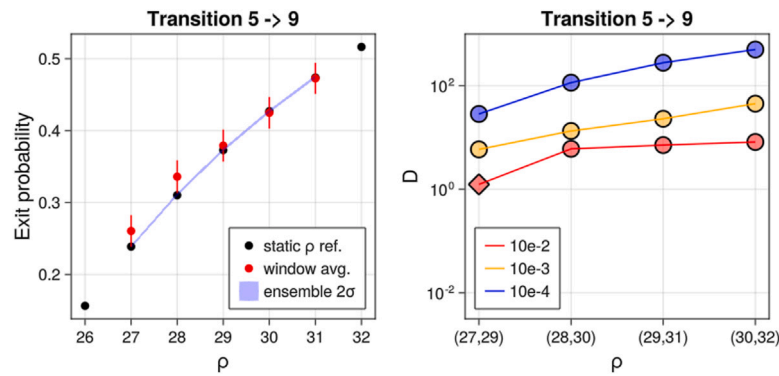 Transition 5 -> 9
Exit probability
0.5
0.4
0.3
0.2
static ρ ref.
window avg.
ensemble 2σ
26 27 28 29 30 31 32
ρ
Transition 5 -> 9
D
10²
10⁰
10⁻²
10e-2
10e-3
10e-4
(27,29) (28,30) (29,31) (30,32)
ρ